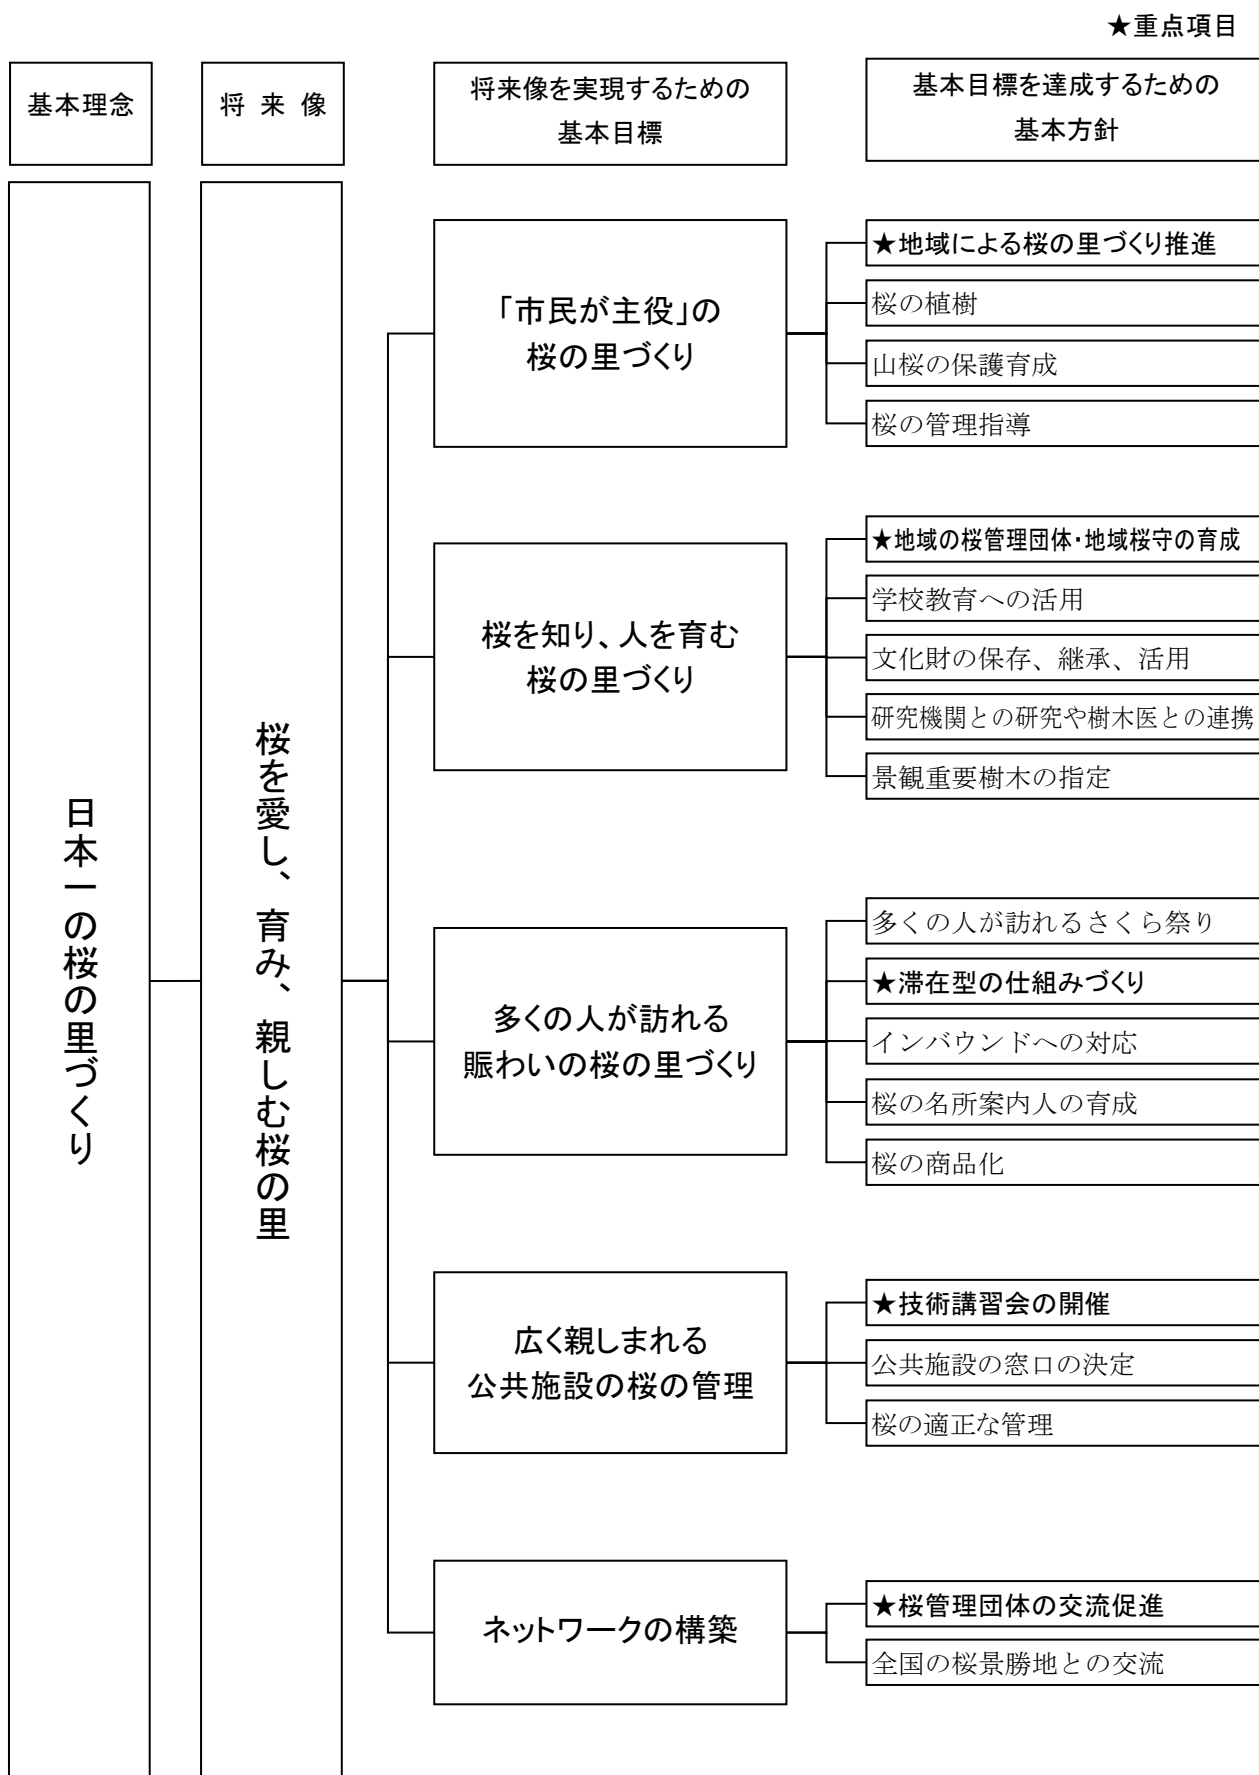 ★重点項目
基本理念
将来像
将来像を実現するための
基本目標
基本目標を達成するための
基本方針
日本一の桜の里づくり
桜を愛し、育み、親しむ桜の里
「市民が主役」の
桜の里づくり
★地域による桜の里づくり推進
桜の植樹
山桜の保護育成
桜の管理指導
桜を知り、人を育む
桜の里づくり
★地域の桜管理団体・地域桜守の育成
学校教育への活用
文化財の保存、継承、活用
研究機関との研究や樹木医との連携
景観重要樹木の指定
多くの人が訪れる
賑わいの桜の里づくり
多くの人が訪れるさくら祭り
★滞在型の仕組みづくり
インバウンドへの対応
桜の名所案内人の育成
桜の商品化
広く親しまれる
公共施設の桜の管理
★技術講習会の開催
公共施設の窓口の決定
桜の適正な管理
ネットワークの構築
★桜管理団体の交流促進
全国の桜景勝地との交流